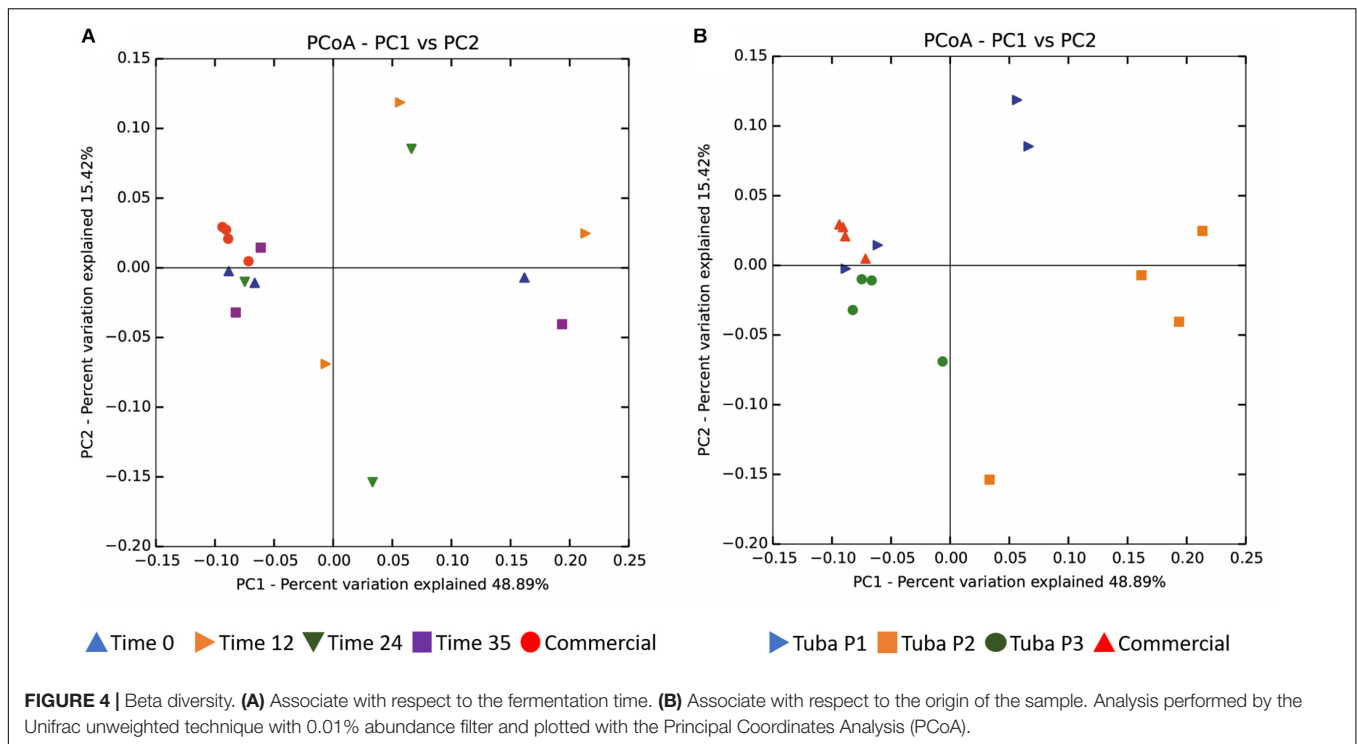 A
PCoA - PC1 vs PC2
0.15
0.10
0.05
0.00
−0.05
−0.10
−0.15
−0.20
PC2 - Percent variation explained 15.42%
−0.15 −0.10 −0.05 0.00 0.05 0.10 0.15 0.20 0.25
PC1 - Percent variation explained 48.89%
Time 0 Time 12 Time 24 Time 35 Commercial
B
PCoA - PC1 vs PC2
0.15
0.10
0.05
0.00
−0.05
−0.10
−0.15
−0.20
PC2 - Percent variation explained 15.42%
−0.15 −0.10 −0.05 0.00 0.05 0.10 0.15 0.20 0.25
PC1 - Percent variation explained 48.89%
Tuba P1 Tuba P2 Tuba P3 Commercial
FIGURE 4 | Beta diversity. (A) Associate with respect to the fermentation time. (B) Associate with respect to the origin of the sample. Analysis performed by the
Unifrac unweighted technique with 0.01% abundance filter and plotted with the Principal Coordinates Analysis (PCoA).